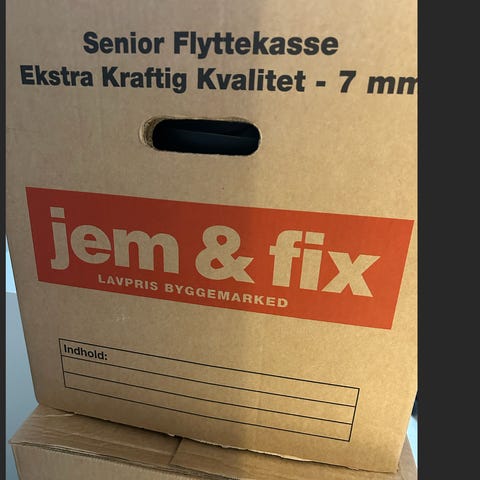 Senior Flyttekasse
Ekstra Kraftig Kvalitet - 7 mm
jem & fix
LAVPRIS BYGGEMARKED
Indhold: